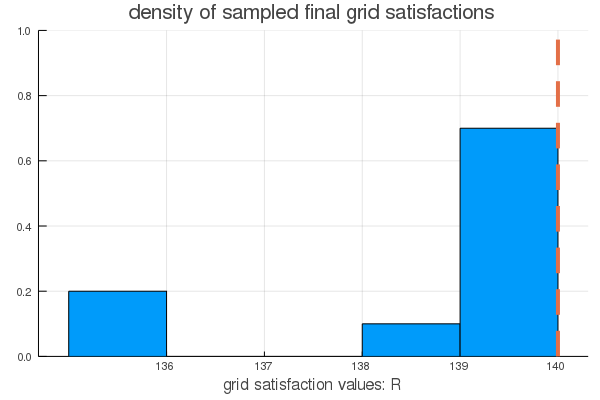 density of sampled final grid satisfactions
1.0
0.8
0.6
0.4
0.2
0.0
136 137 138 139 140
grid satisfaction values: R